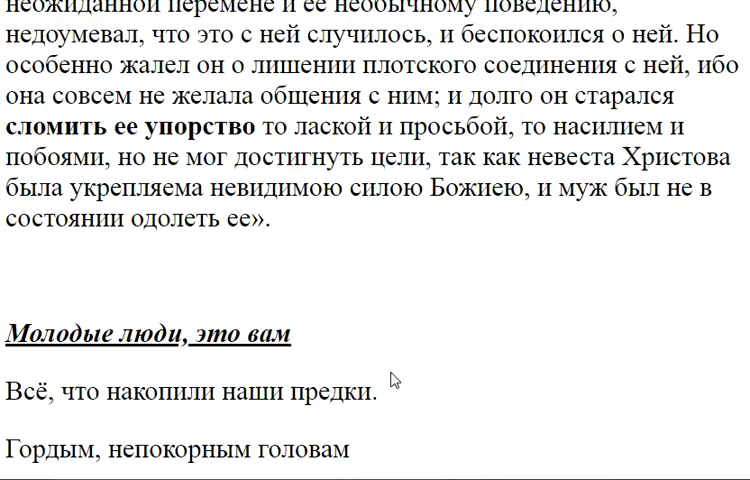 неожиданной перемене и ее необычному поведению,
недоумевал, что это с ней случилось, и беспокоился о ней. Но
особенно жалел он о лишении плотского соединения с ней, ибо
она совсем не желала общения с ним; и долго он старался
сломить ее упорство то лаской и просьбой, то насилием и
побоями, но не мог достигнуть цели, так как невеста Христова
была укрепляема невидимою силою Божиею, и муж был не в
состоянии одолеть ее».
Молодые люди, это вам
Всё, что накопили наши предки.
Гордым, непокорным головам